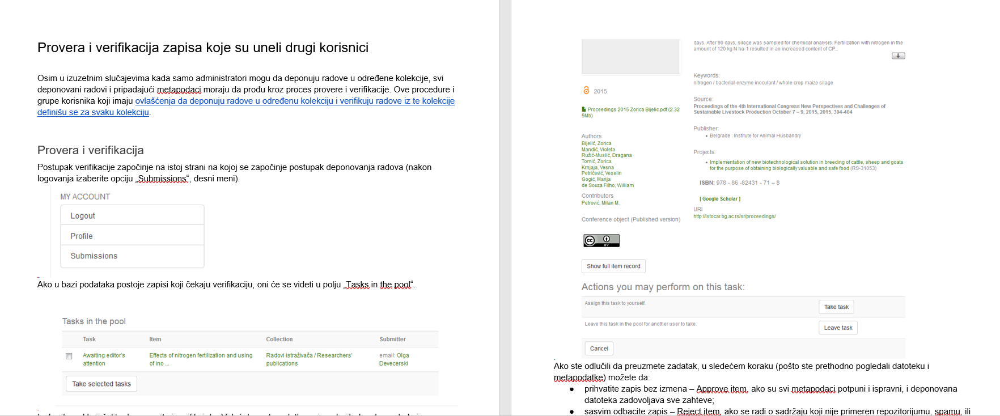 Provera i verifikacija zapisa koje su uneli drugi korisnici
Osim u izuzetnim slučajevima kada samo administratori mogu da deponuju radove u određene kolekcije, svi
deponovani radovi i pripadajući metapodaci moraju da prođu kroz proces provere i verifikacije. Ove procedure i
grupe korisnika koji imaju ovlašćenja da deponuju radove u određenu kolekciju i verifikuju radove iz te kolekcije
definišu se za svaku kolekciju.
Provera i verifikacija
Postupak verifikacije započinje na istoj strani na kojoj se započinje postupak deponovanja radova (nakon
logovanja izaberite opciju „Submissions“, desni meni).
MY ACCOUNT
Logout
Profile
Submissions
Ako u bazi podataka postoje zapisi koji čekaju verifikaciju, oni će se videti u polju „Tasks in the pool“.
Tasks in the pool
Task Item Collection Submitter
Awaiting editor's attention
Effects of nitrogen fertilization and using of ino ...
Radovi istraživača / Researchers' publications
email: Olga Devecerski
Take selected tasks
days. After 90 days, silage was sampled for chemical analysis. Fertilization with nitrogen in the
amount of 120 kg N ha-1 resulted in an increased content of CP...
2015
Proceedings 2015 Zorica Bijelic.pdf (2.32
5Mb)
Authors
Bijelić, Zorica
Mandić, Violeta
Ružić-Muslić, Dragana
Tomić, Zorica
Krnjaja, Vesna
Petričević, Veselin
Gogić, Marija
de Souza Filho, William
Contributors
Petrović, Milan M.
Conference object (Published version)
cc BY
Keywords:
nitrogen / bacterial-enzyme inoculant / whole crop maize silage
Source:
Proceedings of the 4th International Congress New Perspectives and Challenges of
Sustainable Livestock Production October 7 – 9, 2015, 2015, 394-404
Publisher:
• Belgrade : Institute for Animal Husbandry
Projects:
• Implementation of new biotechnological solution in breeding of cattle, sheep and goats
for the purpose of obtaining biologically valuable and safe food (RS-31053)
ISBN: 978 - 86 -82431 - 71 – 8
[ Google Scholar ]
URI
http://istocar.bg.ac.rs/sr/proceedings/
Show full item record
Actions you may perform on this task:
Assign this task to yourself.
Take task
Leave this task in the pool for another user to take.
Leave task
Cancel
Ako ste odlučili da preuzmete zadatak, u sledećem koraku (pošto ste prethodno pogledali datoteku i
metapodatke) možete da:
● prihvatite zapis bez izmena – Approve item, ako su svi metapodaci potpuni i ispravni, i deponovana
datoteka zadovoljava sve zahteve;
● sasvim odbacite zapis – Reject item, ako se radi o sadržaju koji nije primeren repozitorijumu, spamu, ili